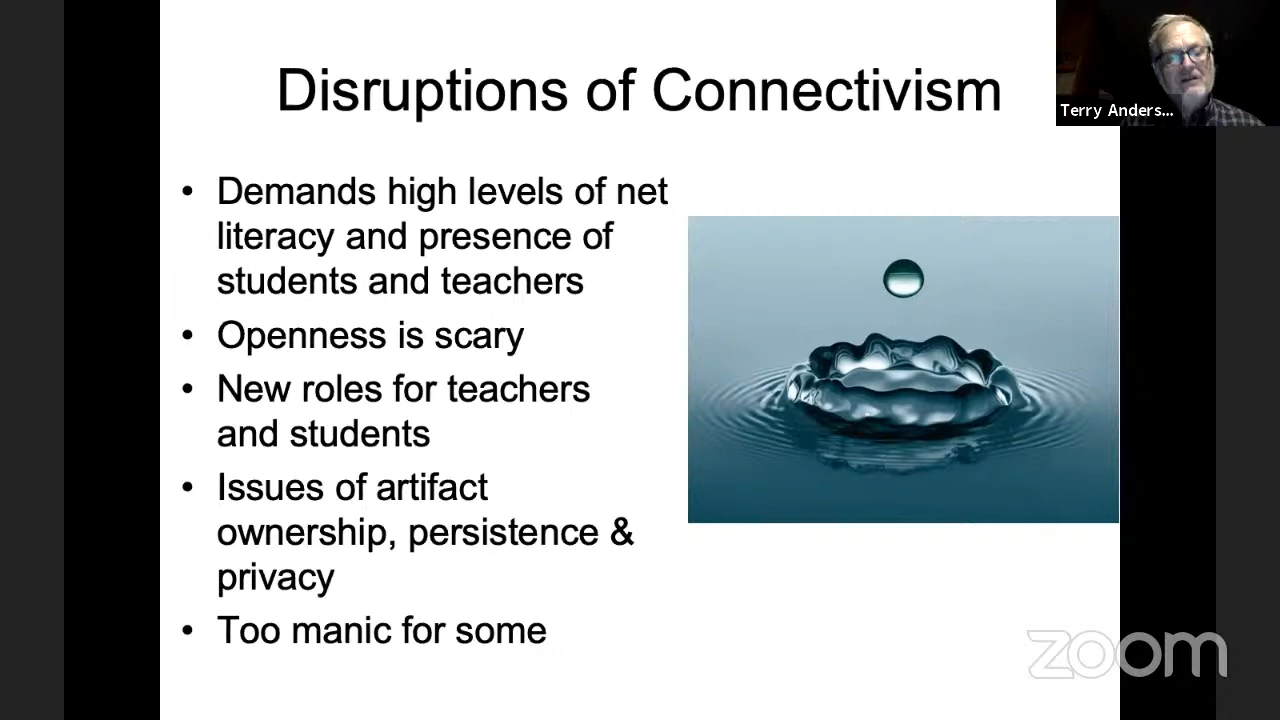 Disruptions of Connectivism
Terry Anders...
• Demands high levels of net
literacy and presence of
students and teachers
• Openness is scary
• New roles for teachers
and students
• Issues of artifact
ownership, persistence &
privacy
• Too manic for some
zoom